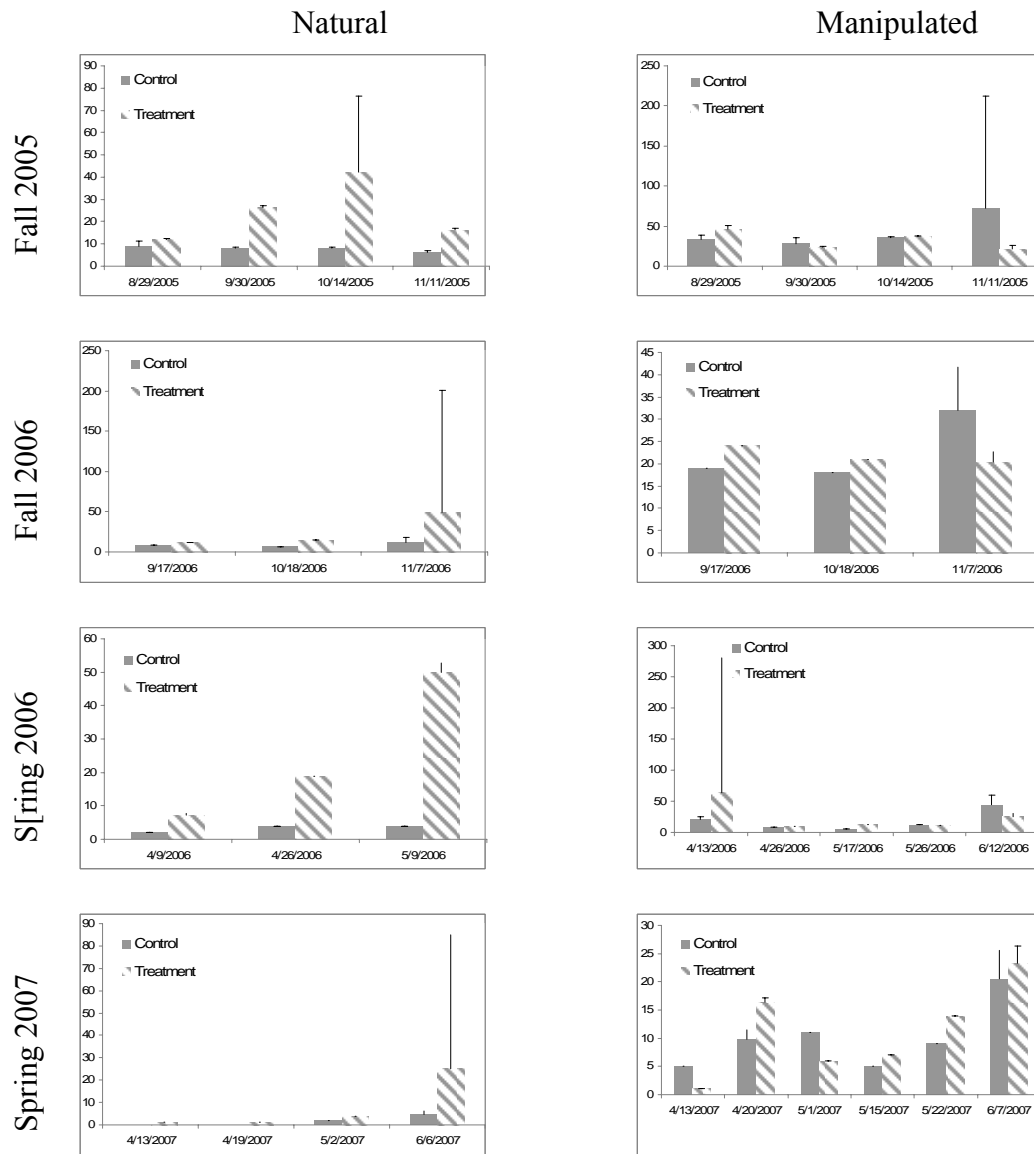 Natural
Manipulated
Fall 2005
90
80
70
60
50
40
30
20
10
0
Control
Treatment
8/29/2005 9/30/2005 10/14/2005 11/11/2005
250
200
150
100
50
0
Control
Treatment
8/29/2005 9/30/2005 10/14/2005 11/11/2005
Fall 2006
250
200
150
100
50
0
Control
Treatment
9/17/2006 10/18/2006 11/7/2006
45
40
35
30
25
20
15
10
5
0
Control
Treatment
9/17/2006 10/18/2006 11/7/2006
S[ring 2006
60
50
40
30
20
10
0
Control
Treatment
4/9/2006 4/26/2006 5/9/2006
300
250
200
150
100
50
0
Control
Treatment
4/13/2006 4/26/2006 5/17/2006 5/26/2006 6/12/2006
Spring 2007
90
80
70
60
50
40
30
20
10
0
Control
Treatment
4/13/2007 4/19/2007 5/2/2007 6/6/2007
30
25
20
15
10
5
0
Control
Treatment
4/13/2007 4/20/2007 5/1/2007 5/15/2007 5/22/2007 6/7/2007